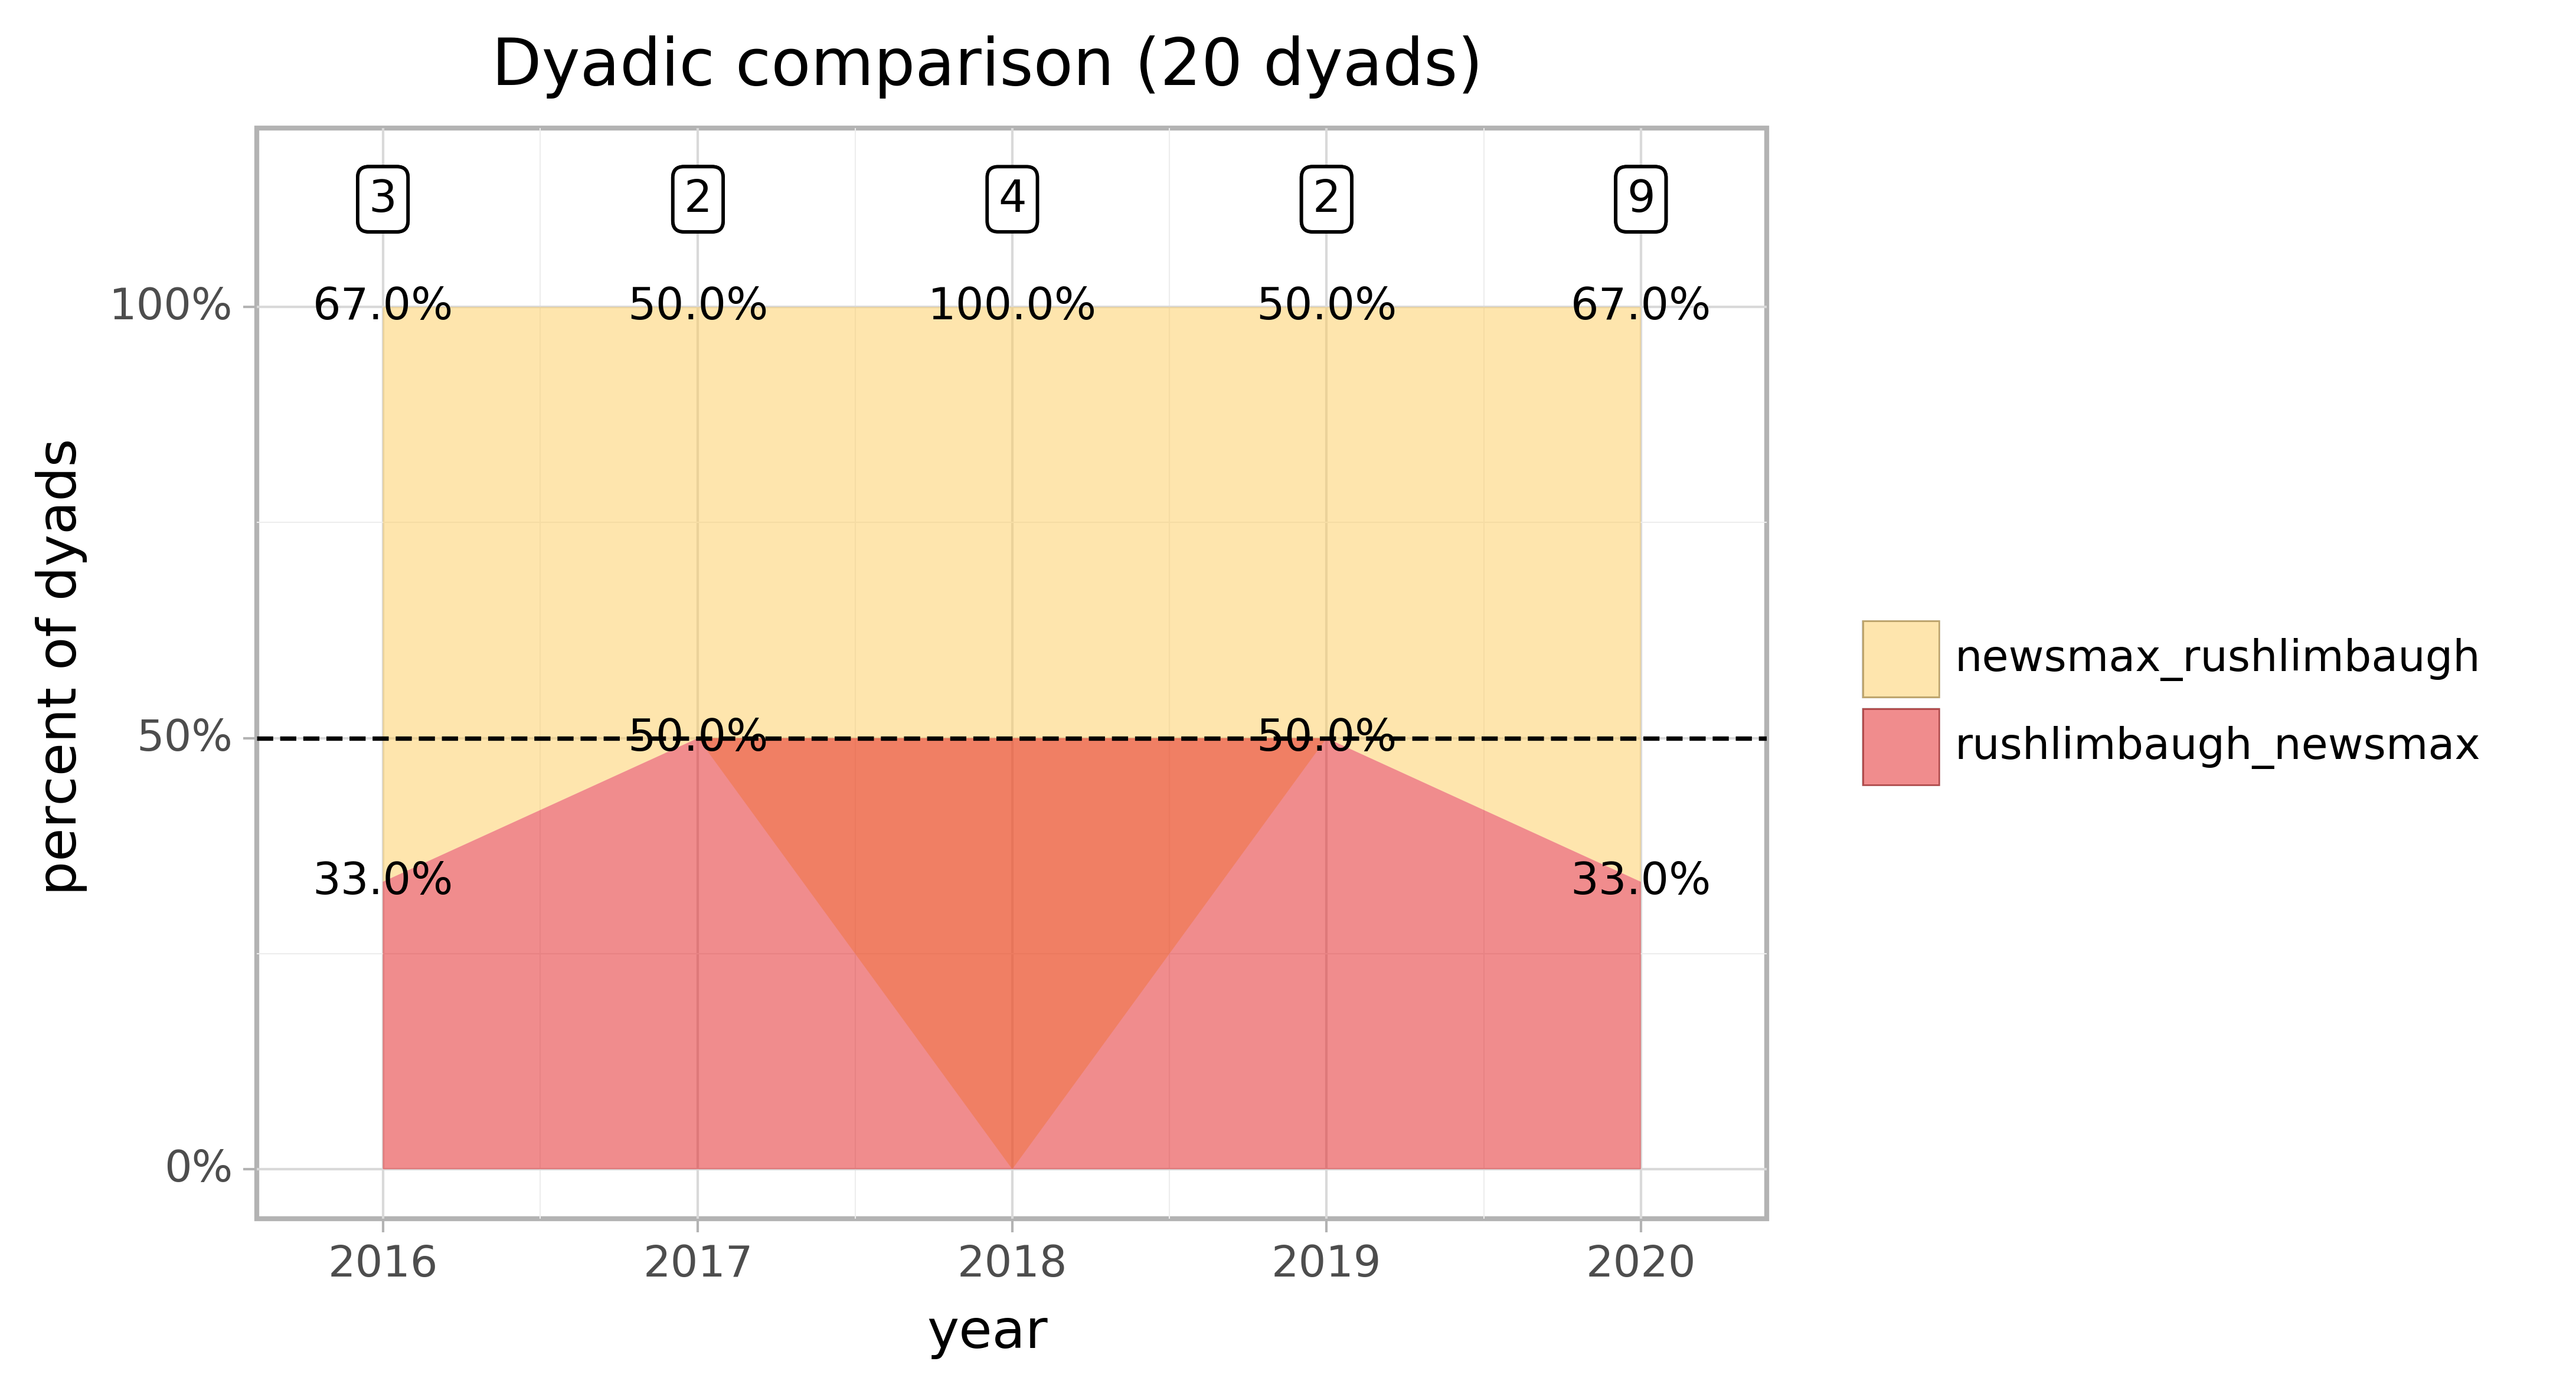 Dyadic comparison (20 dyads)
3 2 4 2 9
100% 67.0% 50.0% 100.0% 50.0% 67.0%
percent of dyads
newsmax_rushlimbaugh
50% 50.0% 50.0%
rushlimbaugh_newsmax
33.0% 33.0%
0%
2016 2017 2018 2019 2020
year